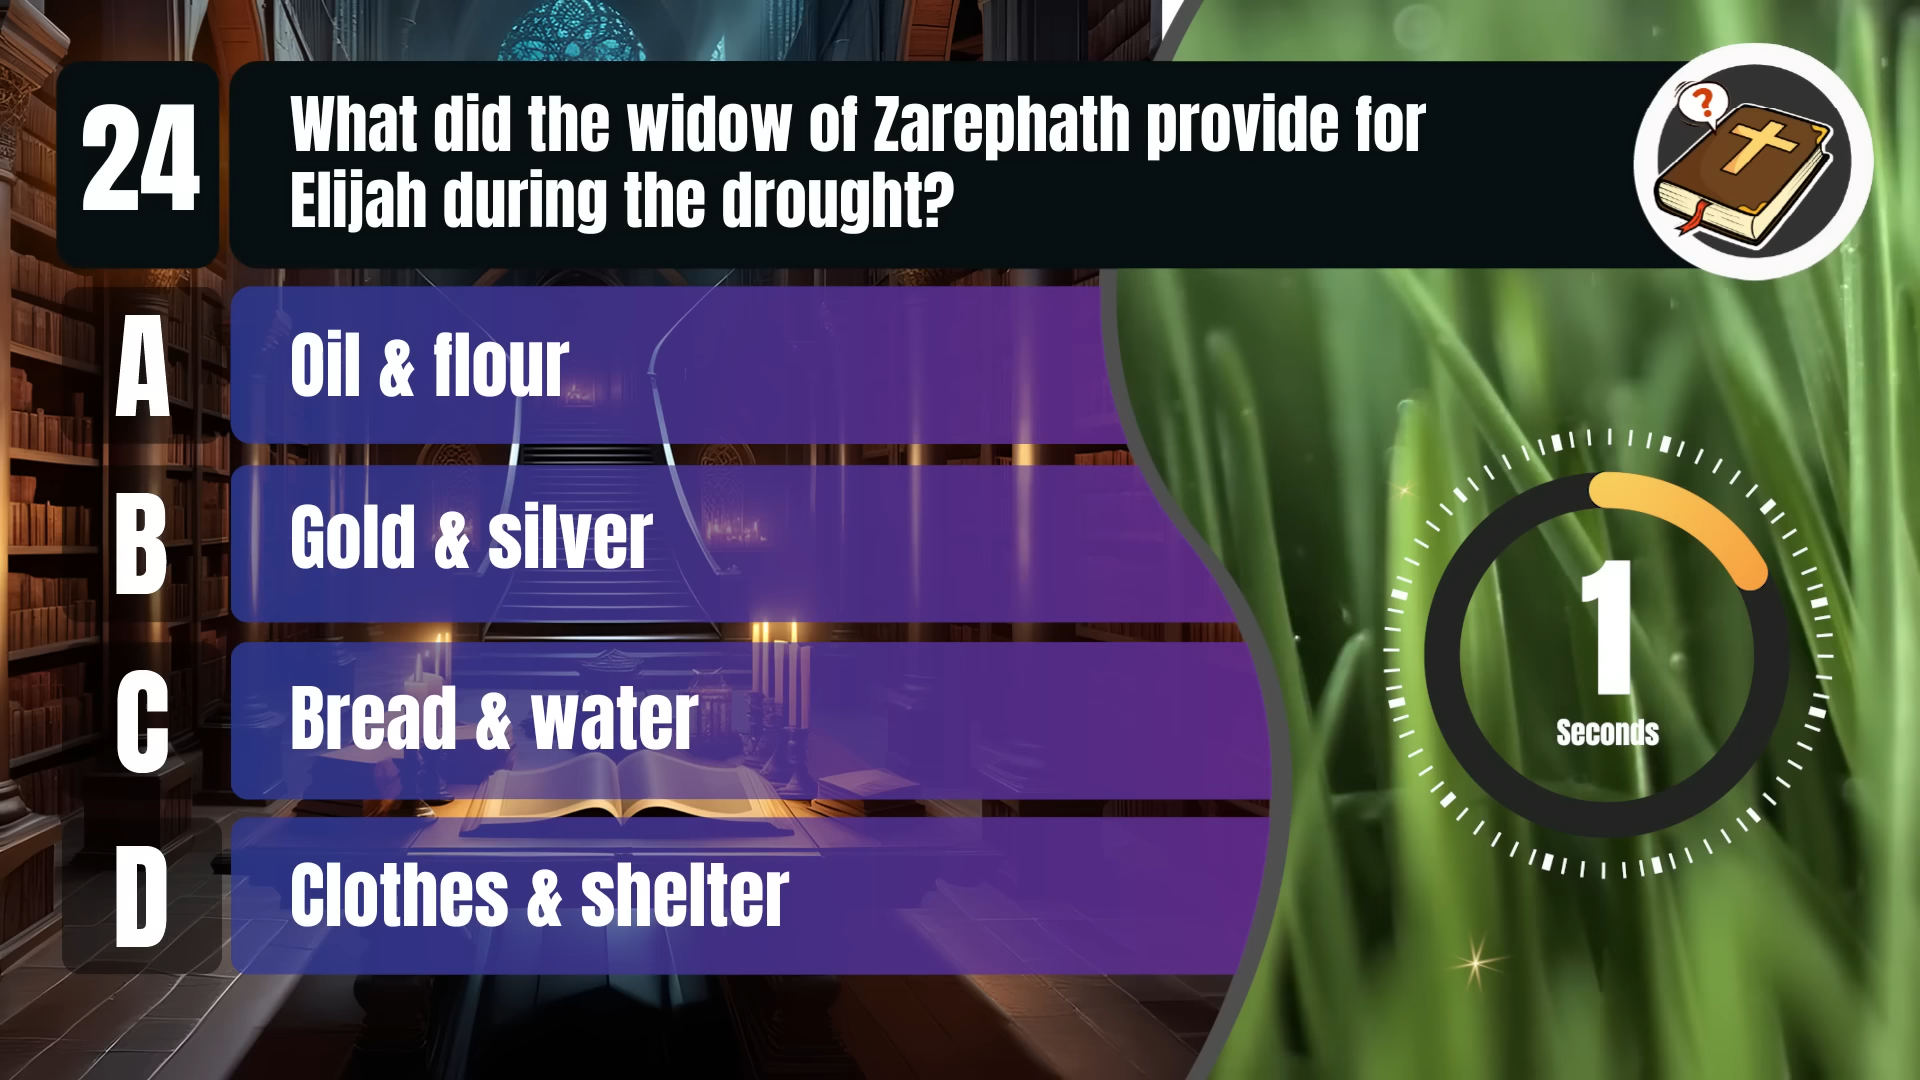 24
What did the widow of Zarephath provide for
Elijah during the drought?
?
A
Oil & flour
B
Gold & silver
C
Bread & water
D
Clothes & shelter
1
Seconds